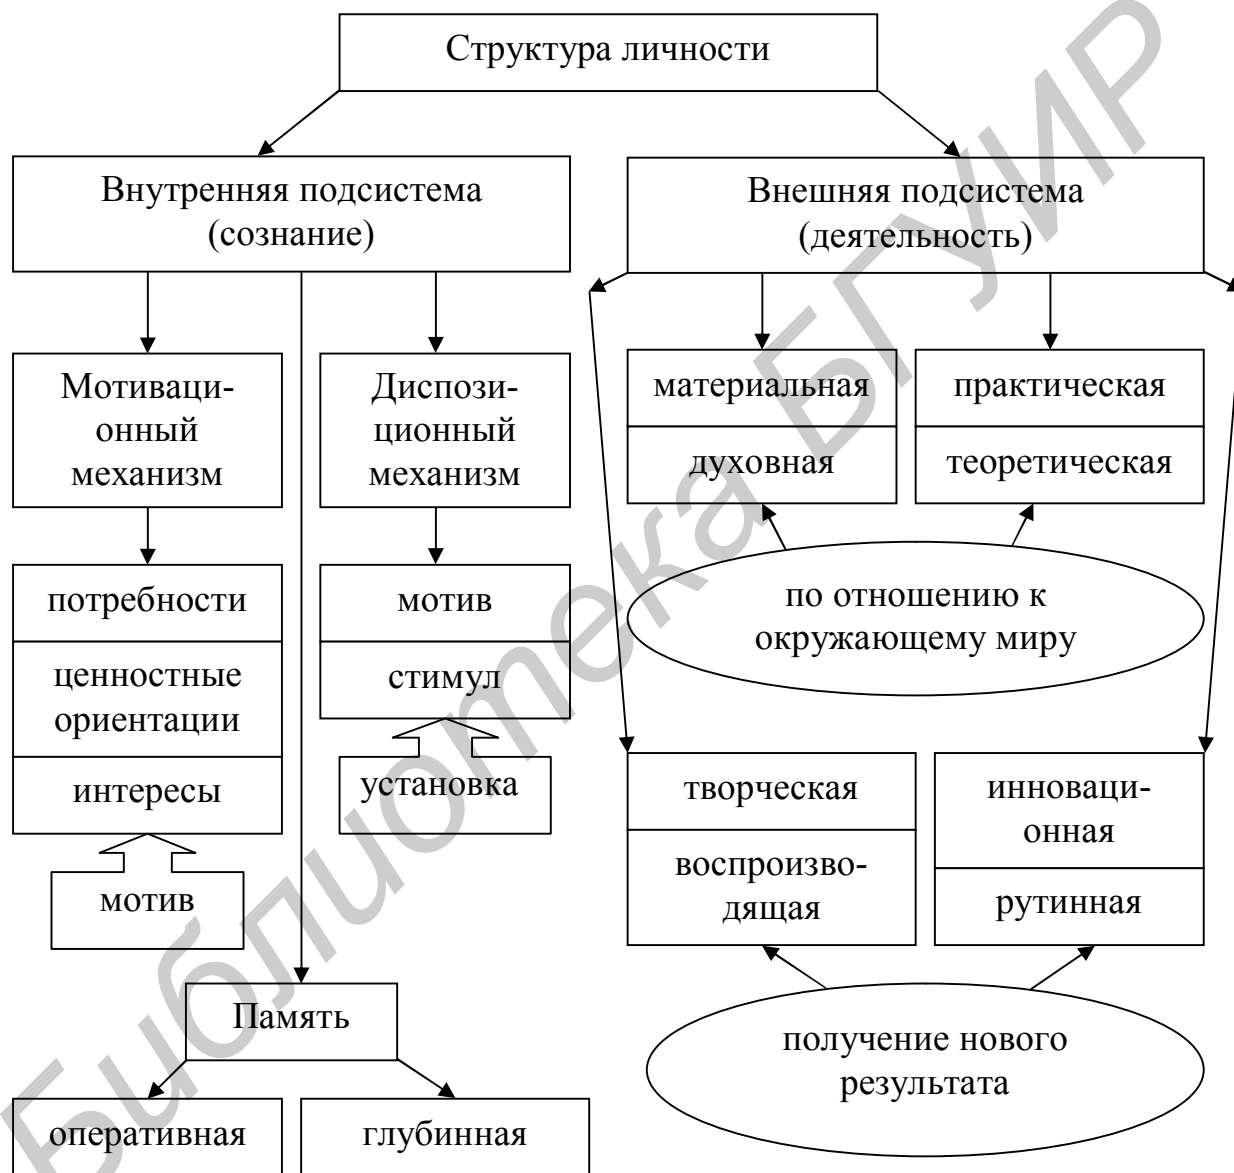 Структура личности
Внутренняя подсистема
(сознание)
Внешняя подсистема
(деятельность)
Мотиваци-
онный
механизм
Диспози-
ционный
механизм
материальная
духовная
практическая
теоретическая
потребности
ценностные
ориентации
интересы
мотив
мотив
стимул
установка
по отношению к
окружающему миру
творческая
воспроизво-
дящая
инноваци-
онная
рутинная
получение нового
результата
Память
оперативная
глубинная
Библиотека БГУИР